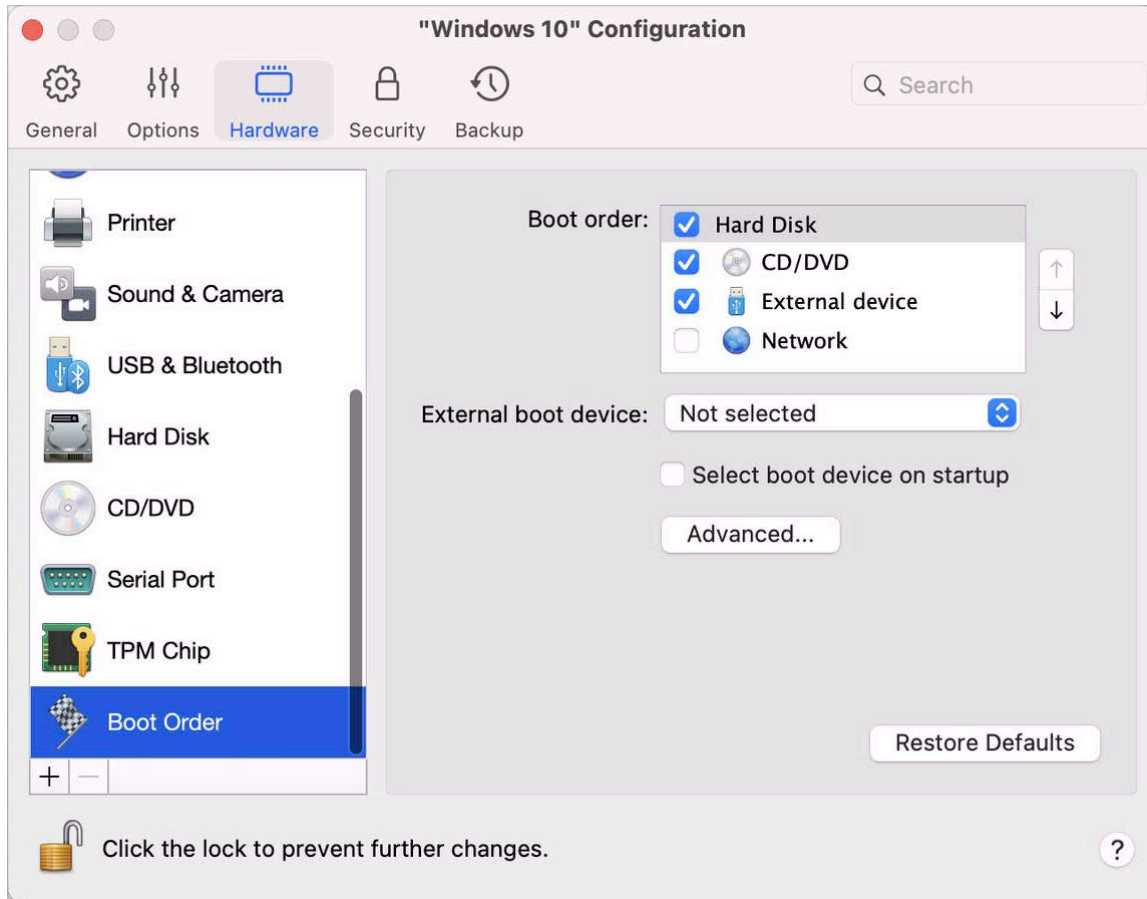 "Windows 10" Configuration
General Options Hardware Security Backup
Search
Printer
Sound & Camera
USB & Bluetooth
Hard Disk
CD/DVD
Serial Port
TPM Chip
Boot Order
Boot order:
Hard Disk
CD/DVD
External device
Network
External boot device: Not selected
Select boot device on startup
Advanced...
Restore Defaults
Click the lock to prevent further changes.
?